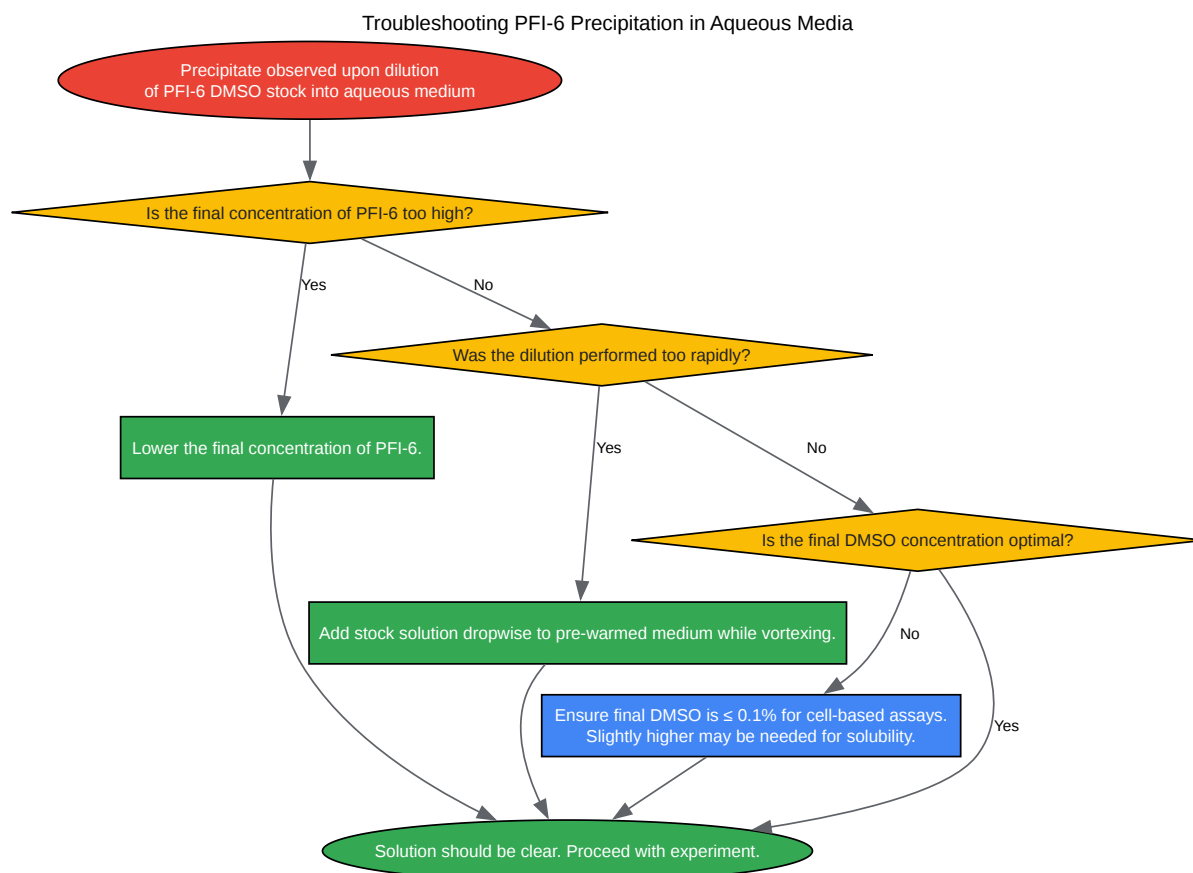 Troubleshooting PFI-6 Precipitation in Aqueous Media
Precipitate observed upon dilution
of PFI-6 DMSO stock into aqueous medium
Is the final concentration of PFI-6 too high?
Yes
No
Was the dilution performed too rapidly?
Lower the final concentration of PFI-6.
Yes
No
Is the final DMSO concentration optimal?
Add stock solution dropwise to pre-warmed medium while vortexing.
No
Ensure final DMSO is ≤ 0.1% for cell-based assays.
Slightly higher may be needed for solubility.
Yes
Solution should be clear. Proceed with experiment.